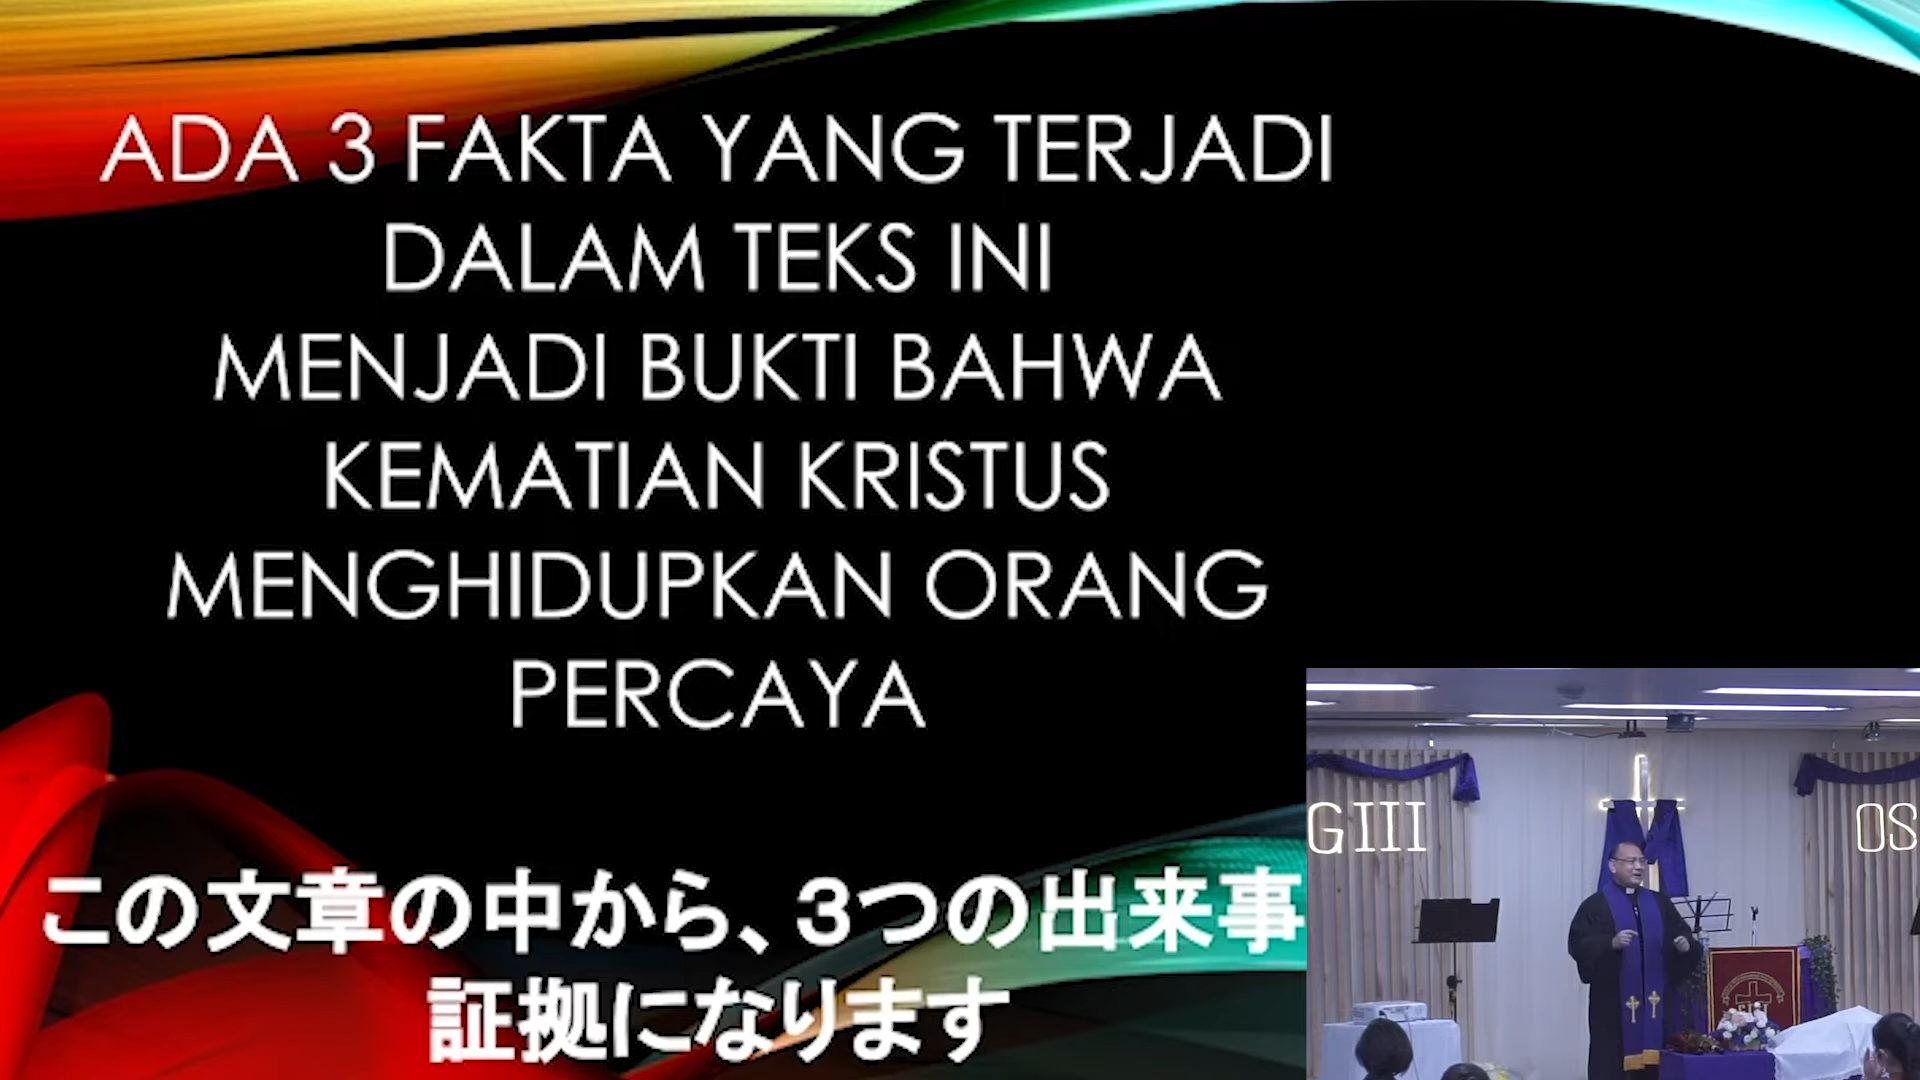 ADA 3 FAKTA YANG TERJADI
DALAM TEKS INI
MENJADI BUKTI BAHWA
KEMATIAN KRISTUS
MENGHIDUPKAN ORANG
PERCAYA
この文章の中から、３つの出来事
証拠になります
GIII
OS